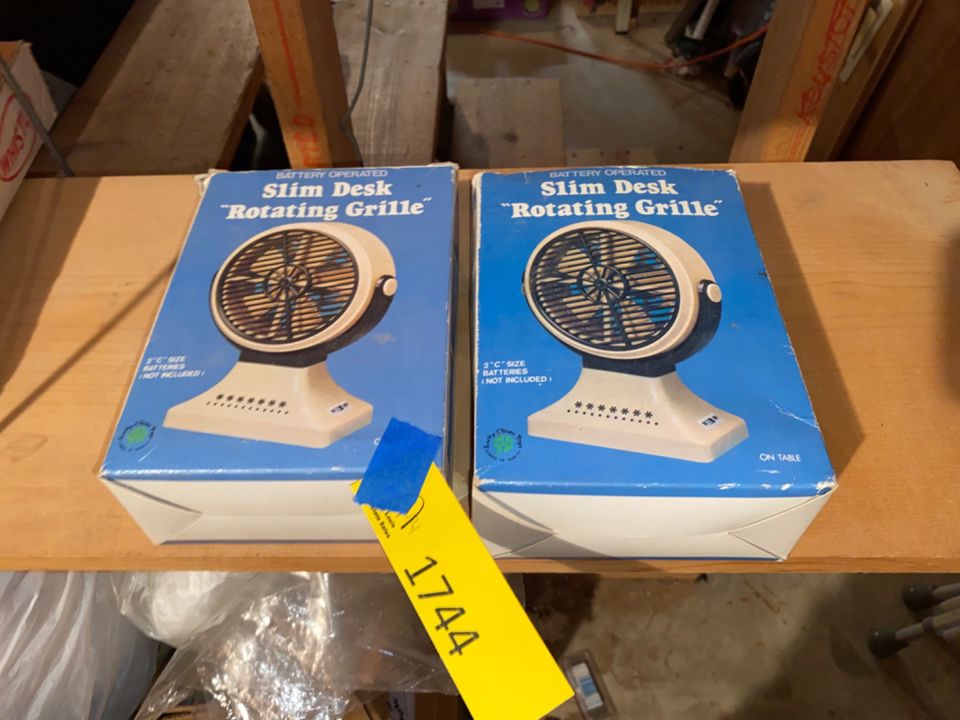 BATTERY OPERATED
Slim Desk
"Rotating Grille"
2 "C" SIZE
BATTERIES
(NOT INCLUDED)
BATTERY OPERATED
Slim Desk
"Rotating Grille"
2 "C" SIZE
BATTERIES
(NOT INCLUDED)
ON TABLE
1744